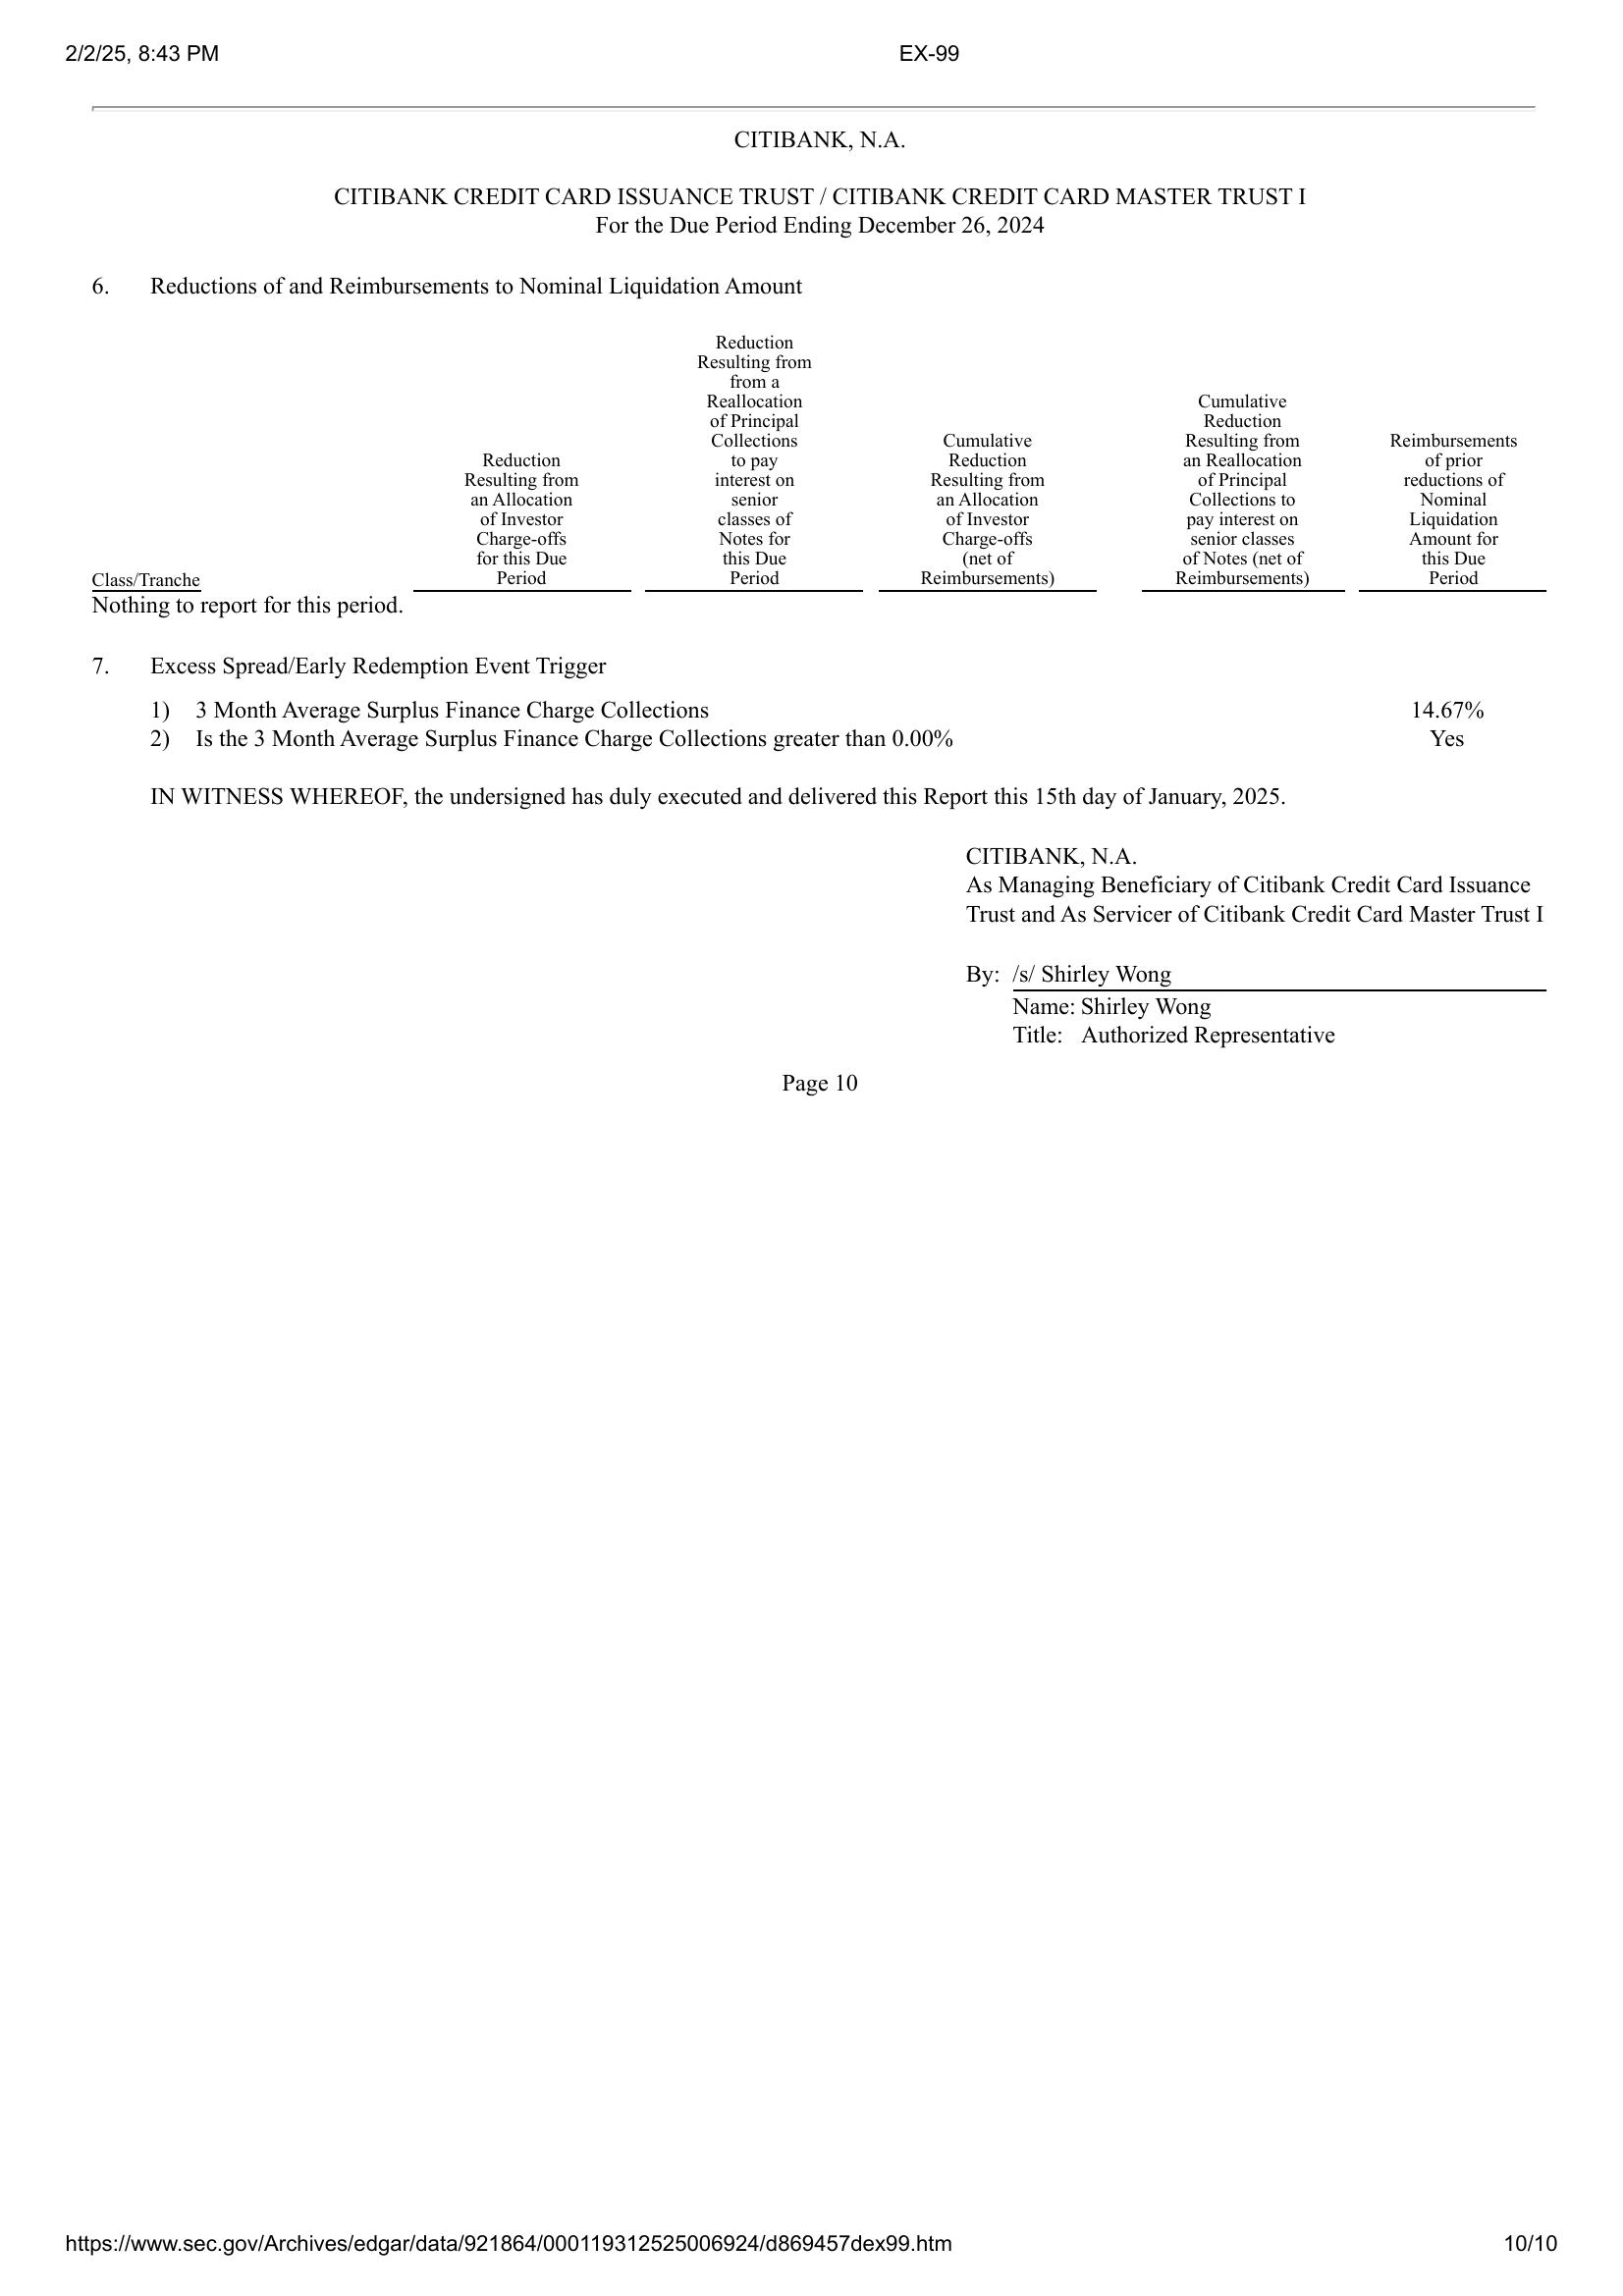 2/2/25, 8:43 PM EX-99
CITIBANK, N.A.
CITIBANK CREDIT CARD ISSUANCE TRUST / CITIBANK CREDIT CARD MASTER TRUST I
For the Due Period Ending December 26, 2024
6. Reductions of and Reimbursements to Nominal Liquidation Amount
Class/Tranche
Reduction
Resulting from
an Allocation
of Investor
Charge-offs
for this Due
Period
Reduction
Resulting from
from a
Reallocation
of Principal
Collections
to pay
interest on
senior
classes of
Notes for
this Due
Period
Cumulative
Reduction
Resulting from
an Allocation
of Investor
Charge-offs
(net of
Reimbursements)
Cumulative
Reduction
Resulting from
an Reallocation
of Principal
Collections to
pay interest on
senior classes
of Notes (net of
Reimbursements)
Reimbursements
of prior
reductions of
Nominal
Liquidation
Amount for
this Due
Period
Nothing to report for this period.
7. Excess Spread/Early Redemption Event Trigger
1) 3 Month Average Surplus Finance Charge Collections 14.67%
2) Is the 3 Month Average Surplus Finance Charge Collections greater than 0.00% Yes
IN WITNESS WHEREOF, the undersigned has duly executed and delivered this Report this 15th day of January, 2025.
CITIBANK, N.A.
As Managing Beneficiary of Citibank Credit Card Issuance
Trust and As Servicer of Citibank Credit Card Master Trust I
By: /s/ Shirley Wong
Name: Shirley Wong
Title: Authorized Representative
Page 10
https://www.sec.gov/Archives/edgar/data/921864/000119312525006924/d869457dex99.htm 10/10